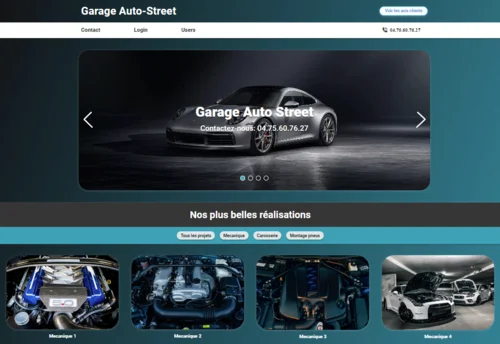 Garage Auto-Street
Voir les avis clients
Contact Login Users 04.75.60.76.27
Garage Auto Street
Contactez-nous: 04.75.60.76.27
Nos plus belles réalisations
Tous les projets Mecanique Carosserie Montage pneus
Mecanique 1 Mecanique 2 Mecanique 3 Mecanique 4